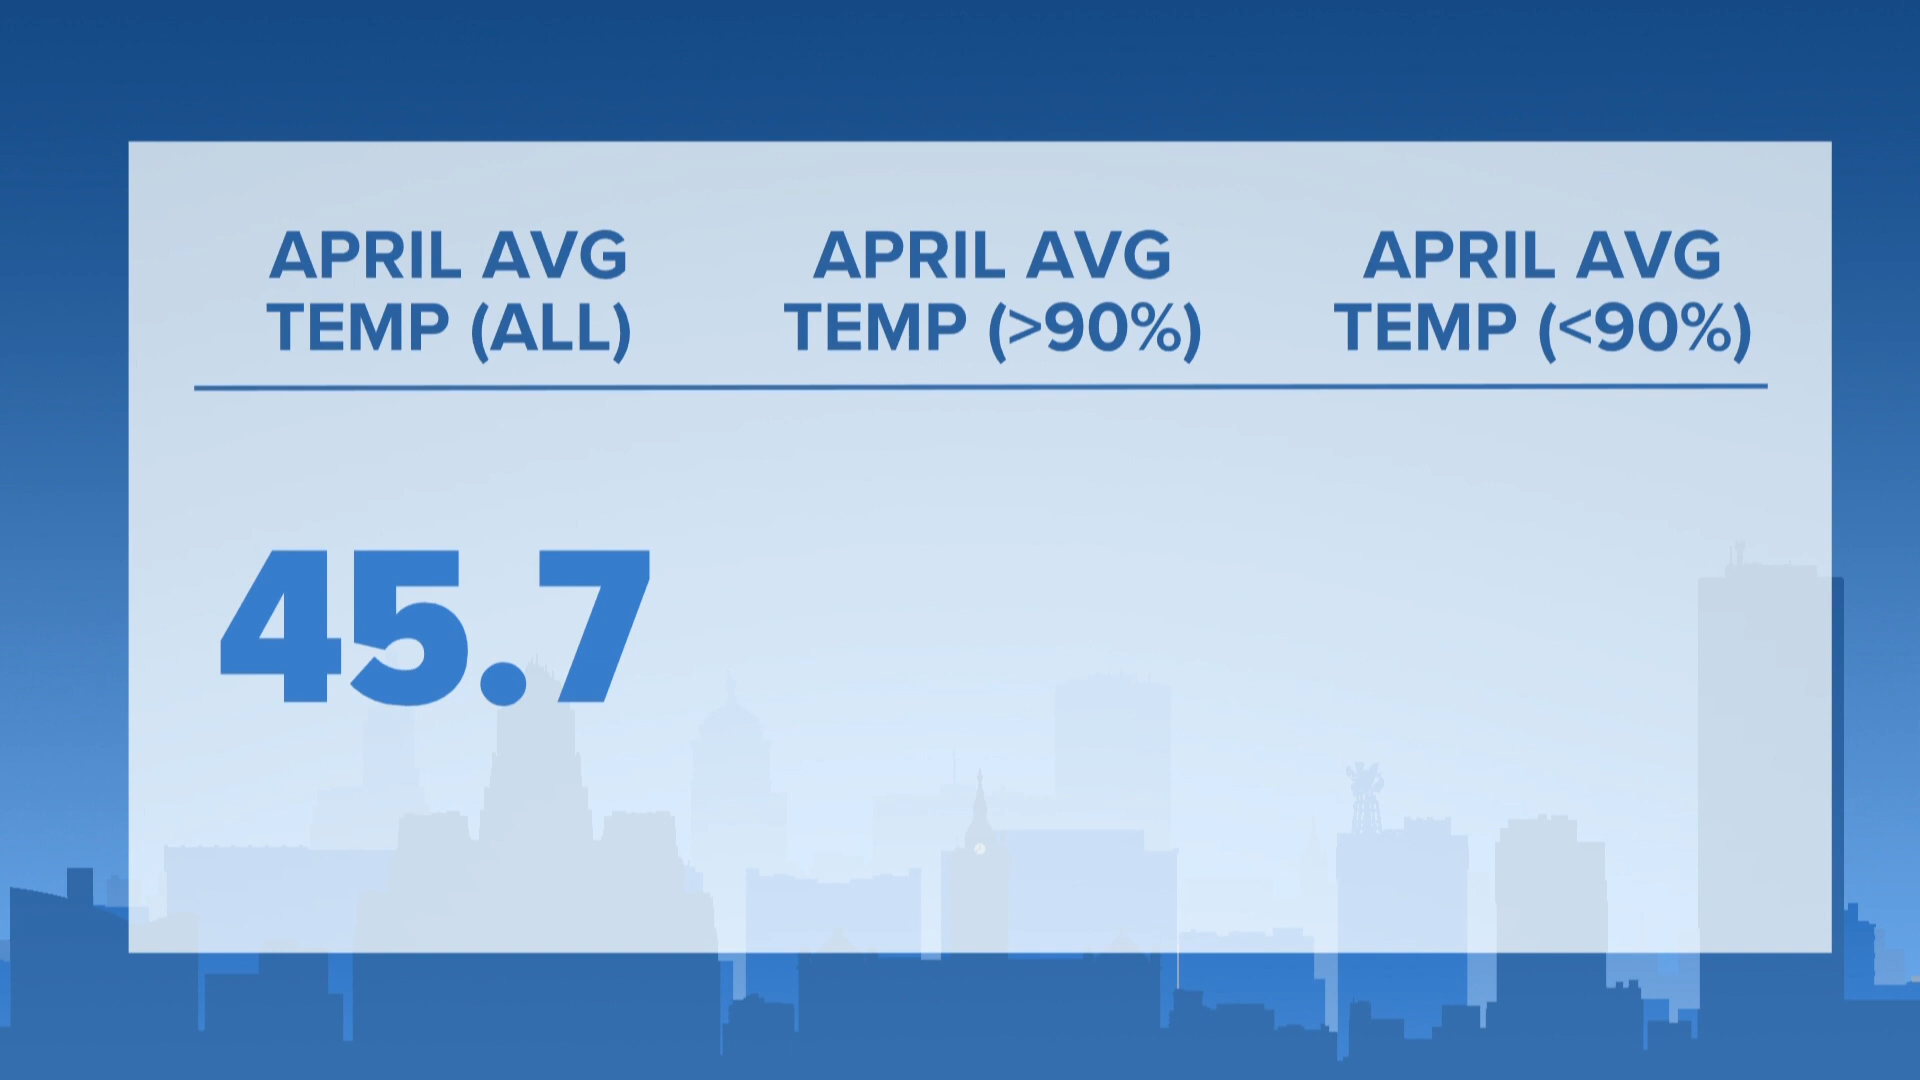 APRIL AVG
TEMP (ALL)
APRIL AVG
TEMP (>90%)
APRIL AVG
TEMP (<90%)
45.7